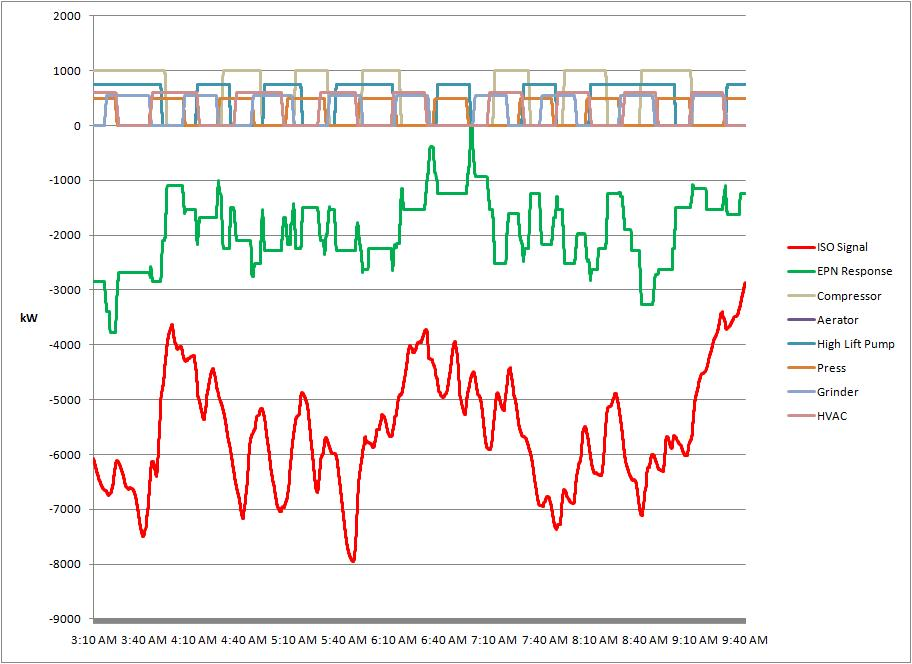 2000
1000
0
-1000
-2000
-3000
-4000
-5000
-6000
-7000
-8000
-9000
kW
3:10 AM 3:40 AM 4:10 AM 4:40 AM 5:10 AM 5:40 AM 6:10 AM 6:40 AM 7:10 AM 7:40 AM 8:10 AM 8:40 AM 9:10 AM 9:40 AM
ISO Signal
EPN Response
Compressor
Aerator
High Lift Pump
Press
Grinder
HVAC